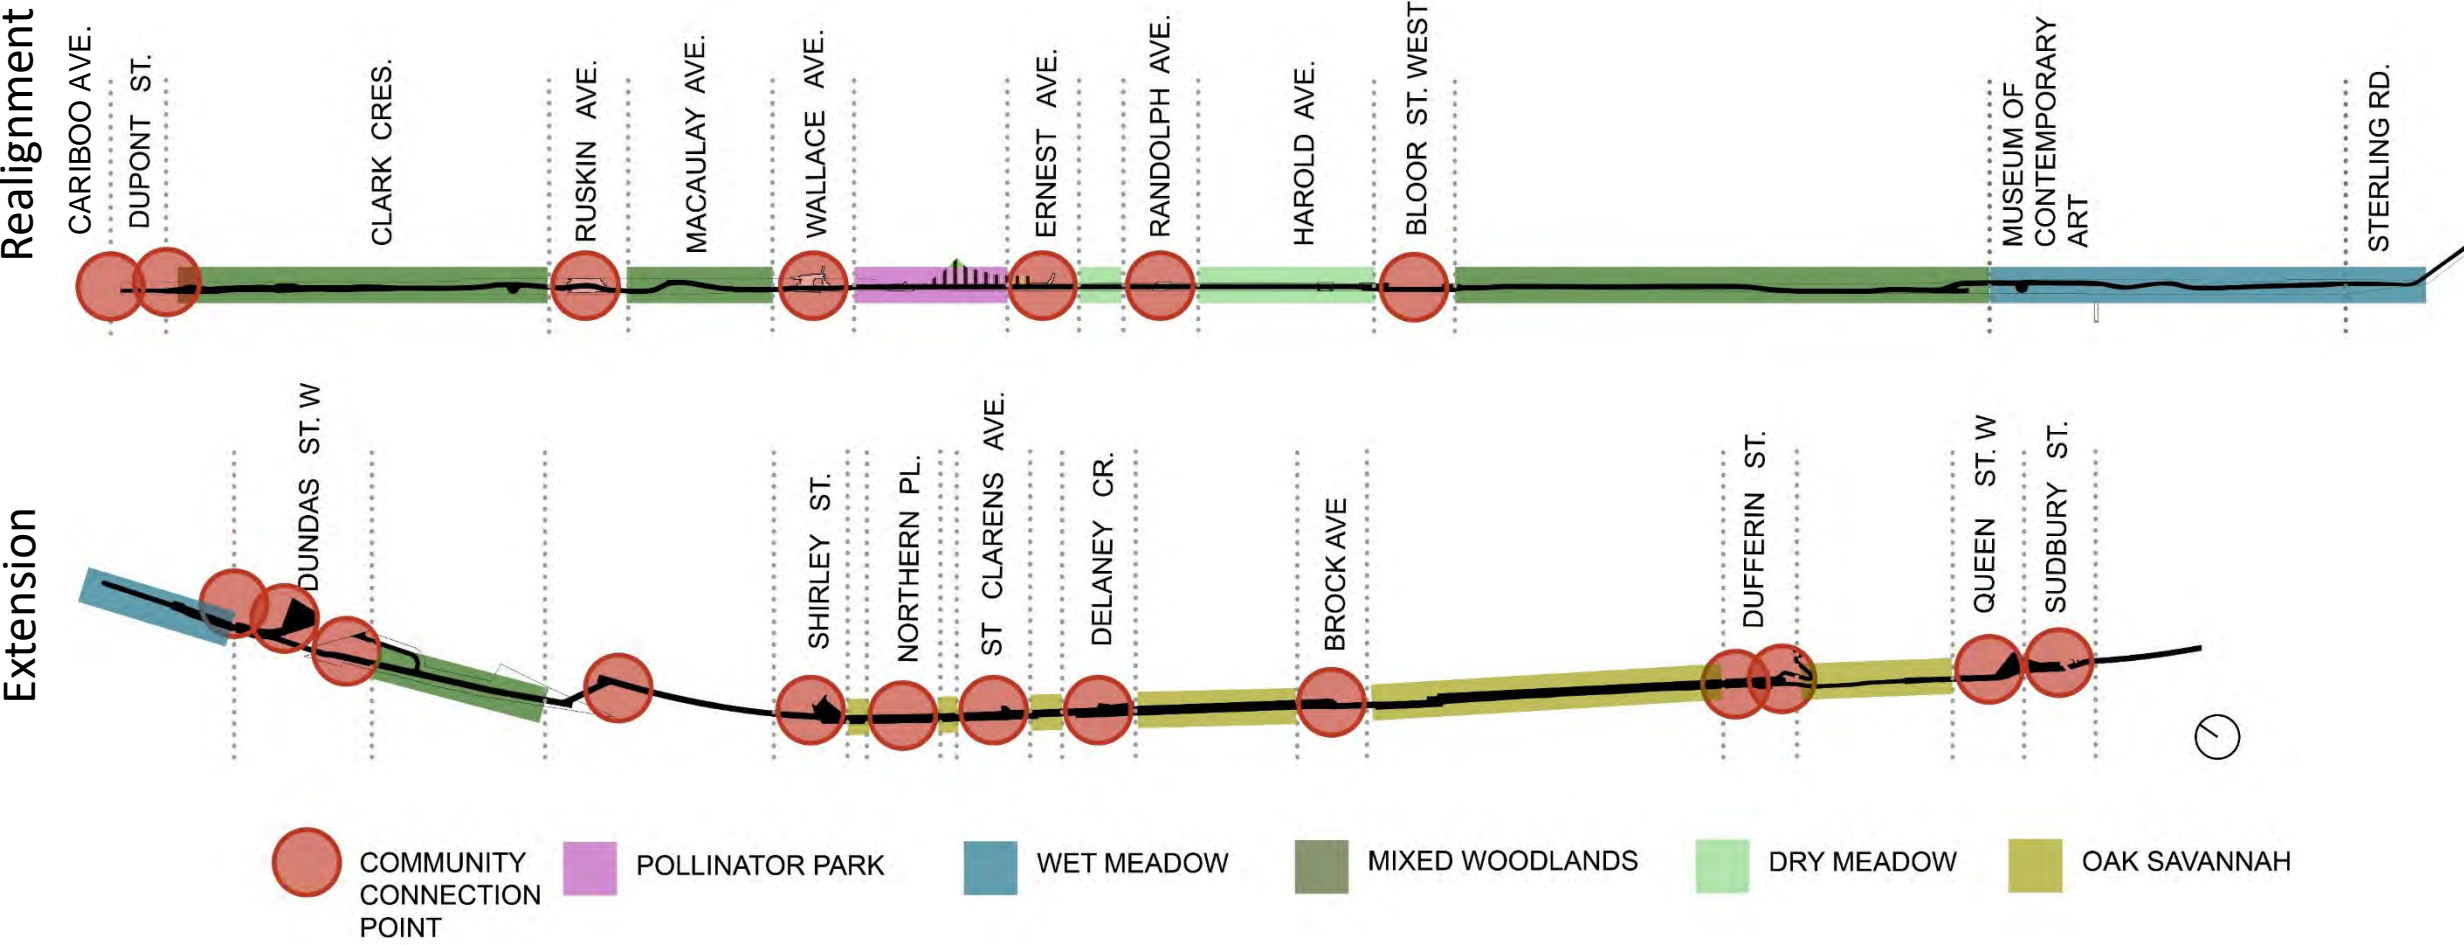 Realignment
CARIBOO AVE.
DUPONT ST.
CLARK CRES.
RUSKIN AVE.
MACAULAY AVE.
WALLACE AVE.
ERNEST AVE.
RANDOLPH AVE.
HAROLD AVE.
BLOOR ST. WEST
MUSEUM OF
CONTEMPORARY
ART
STERLING RD.
Extension
DUNDAS ST. W
SHIRLEY ST.
NORTHERN PL.
ST CLARENS AVE.
DELANEY CR.
BROCK AVE
DUFFERIN ST.
QUEEN ST. W
SUDBURY ST.
COMMUNITY
CONNECTION
POINT
POLLINATOR PARK
WET MEADOW
MIXED WOODLANDS
DRY MEADOW
OAK SAVANNAH